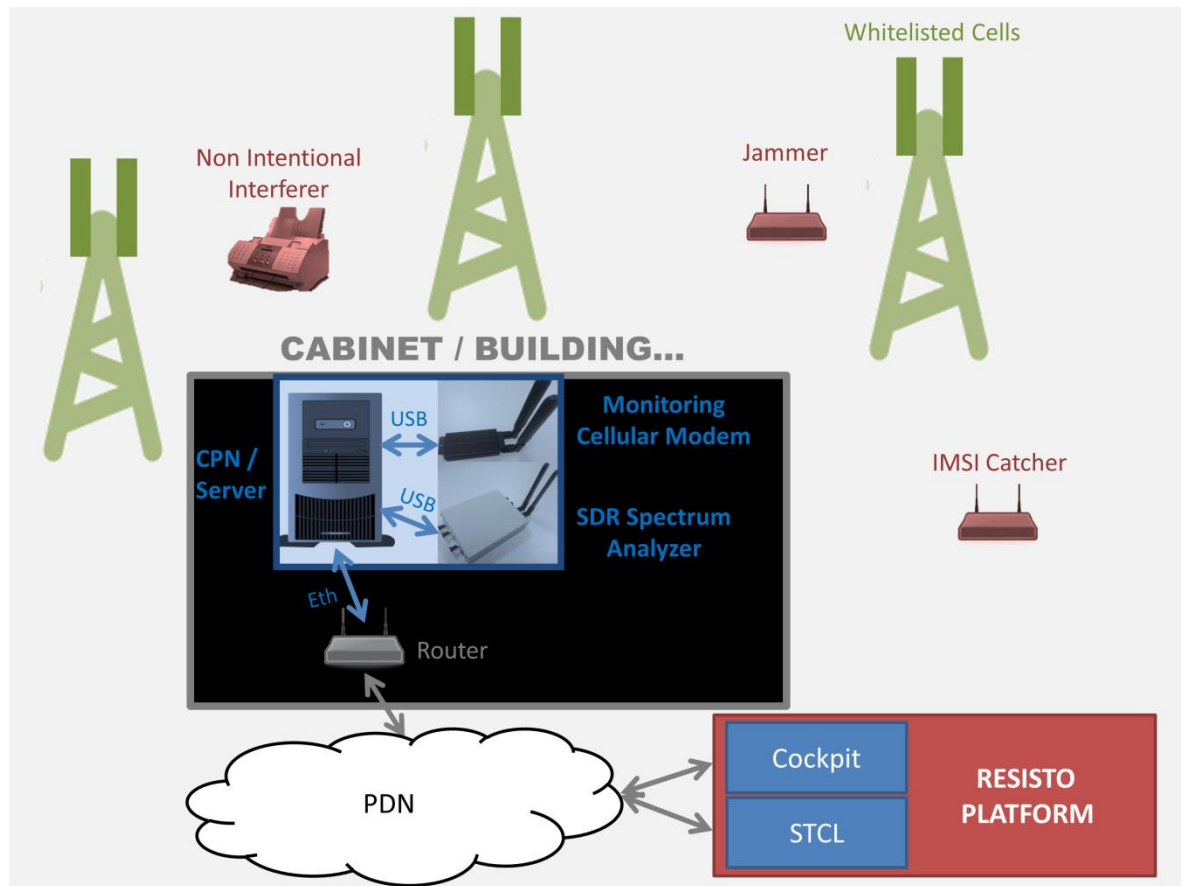 Whitelisted Cells
Non Intentional
Interferer
Jammer
CABINET / BUILDING...
CPN /
Server
USB
USB
Monitoring
Cellular Modem
SDR Spectrum
Analyzer
IMSI Catcher
Eth
Router
PDN
Cockpit
STCL
RESISTO
PLATFORM